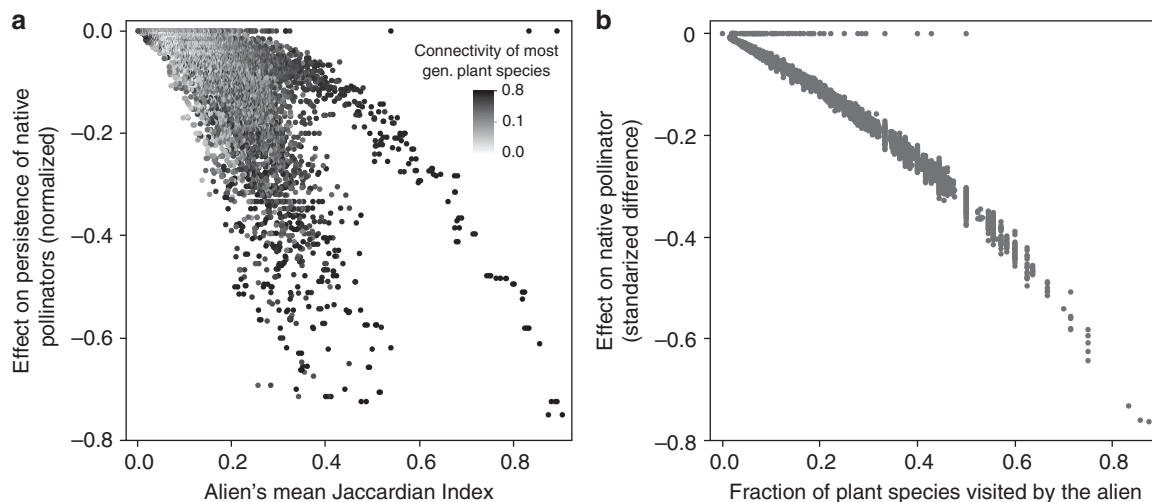 a
Effect on persistence of native
pollinators (normalized)
0.0
–0.2
–0.4
–0.6
–0.8
Connectivity of most
gen. plant species
0.8
0.1
0.0
0.0
0.2
0.4
0.6
0.8
Alien's mean Jaccardian Index
b
Effect on native pollinator
(standarized difference)
0
–0.2
–0.4
–0.6
–0.8
0.0
0.2
0.4
0.6
0.8
Fraction of plant species visited by the alien